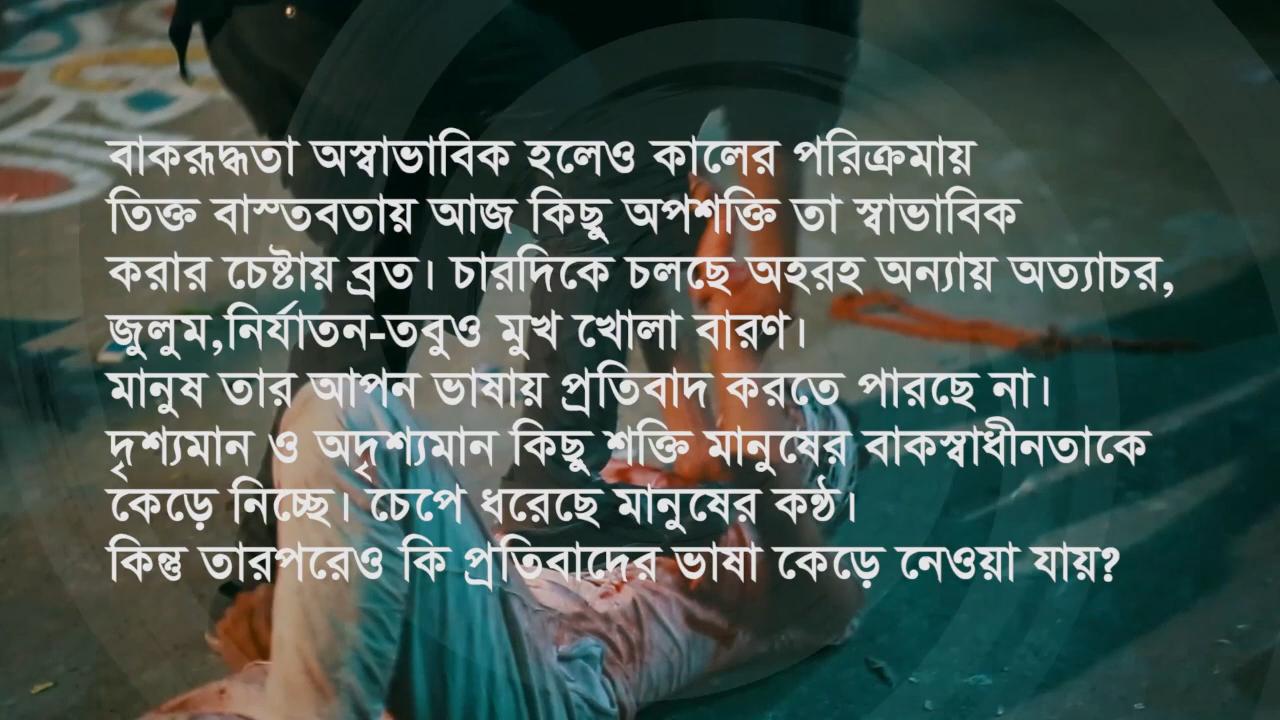 বাকরূদ্ধতা অস্বাভাবিক হলেও কালের পরিক্রমায়
তিক্ত বাস্তবতায় আজ কিছু অপশক্তি তা স্বাভাবিক
করার চেষ্টায় ব্রত। চারদিকে চলছে অহরহ অন্যায় অত্যাচর,
জুলুম,নির্যাতন-তবুও মুখ খোলা বারণ।
মানুষ তার আপন ভাষায় প্রতিবাদ করতে পারছে না।
দৃশ্যমান ও অদৃশ্যমান কিছু শক্তি মানুষের বাকস্বাধীনতাকে
কেড়ে নিচ্ছে। চেপে ধরেছে মানুষের কন্ঠ।
কিন্তু তারপরেও কি প্রতিবাদের ভাষা কেড়ে নেওয়া যায়?